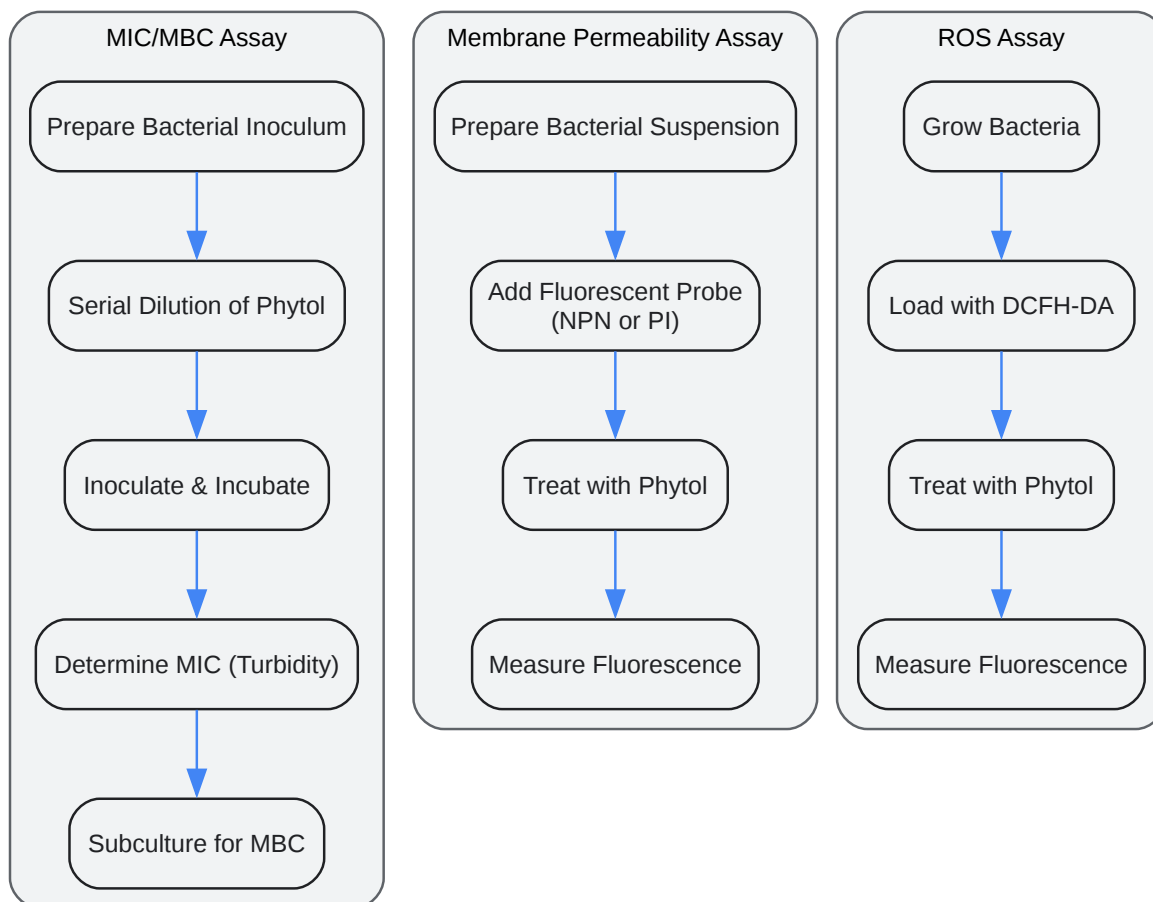 MIC/MBC Assay
Prepare Bacterial Inoculum
Serial Dilution of Phytol
Inoculate & Incubate
Determine MIC (Turbidity)
Subculture for MBC
Membrane Permeability Assay
Prepare Bacterial Suspension
Add Fluorescent Probe
(NPN or PI)
Treat with Phytol
Measure Fluorescence
ROS Assay
Grow Bacteria
Load with DCFH-DA
Treat with Phytol
Measure Fluorescence